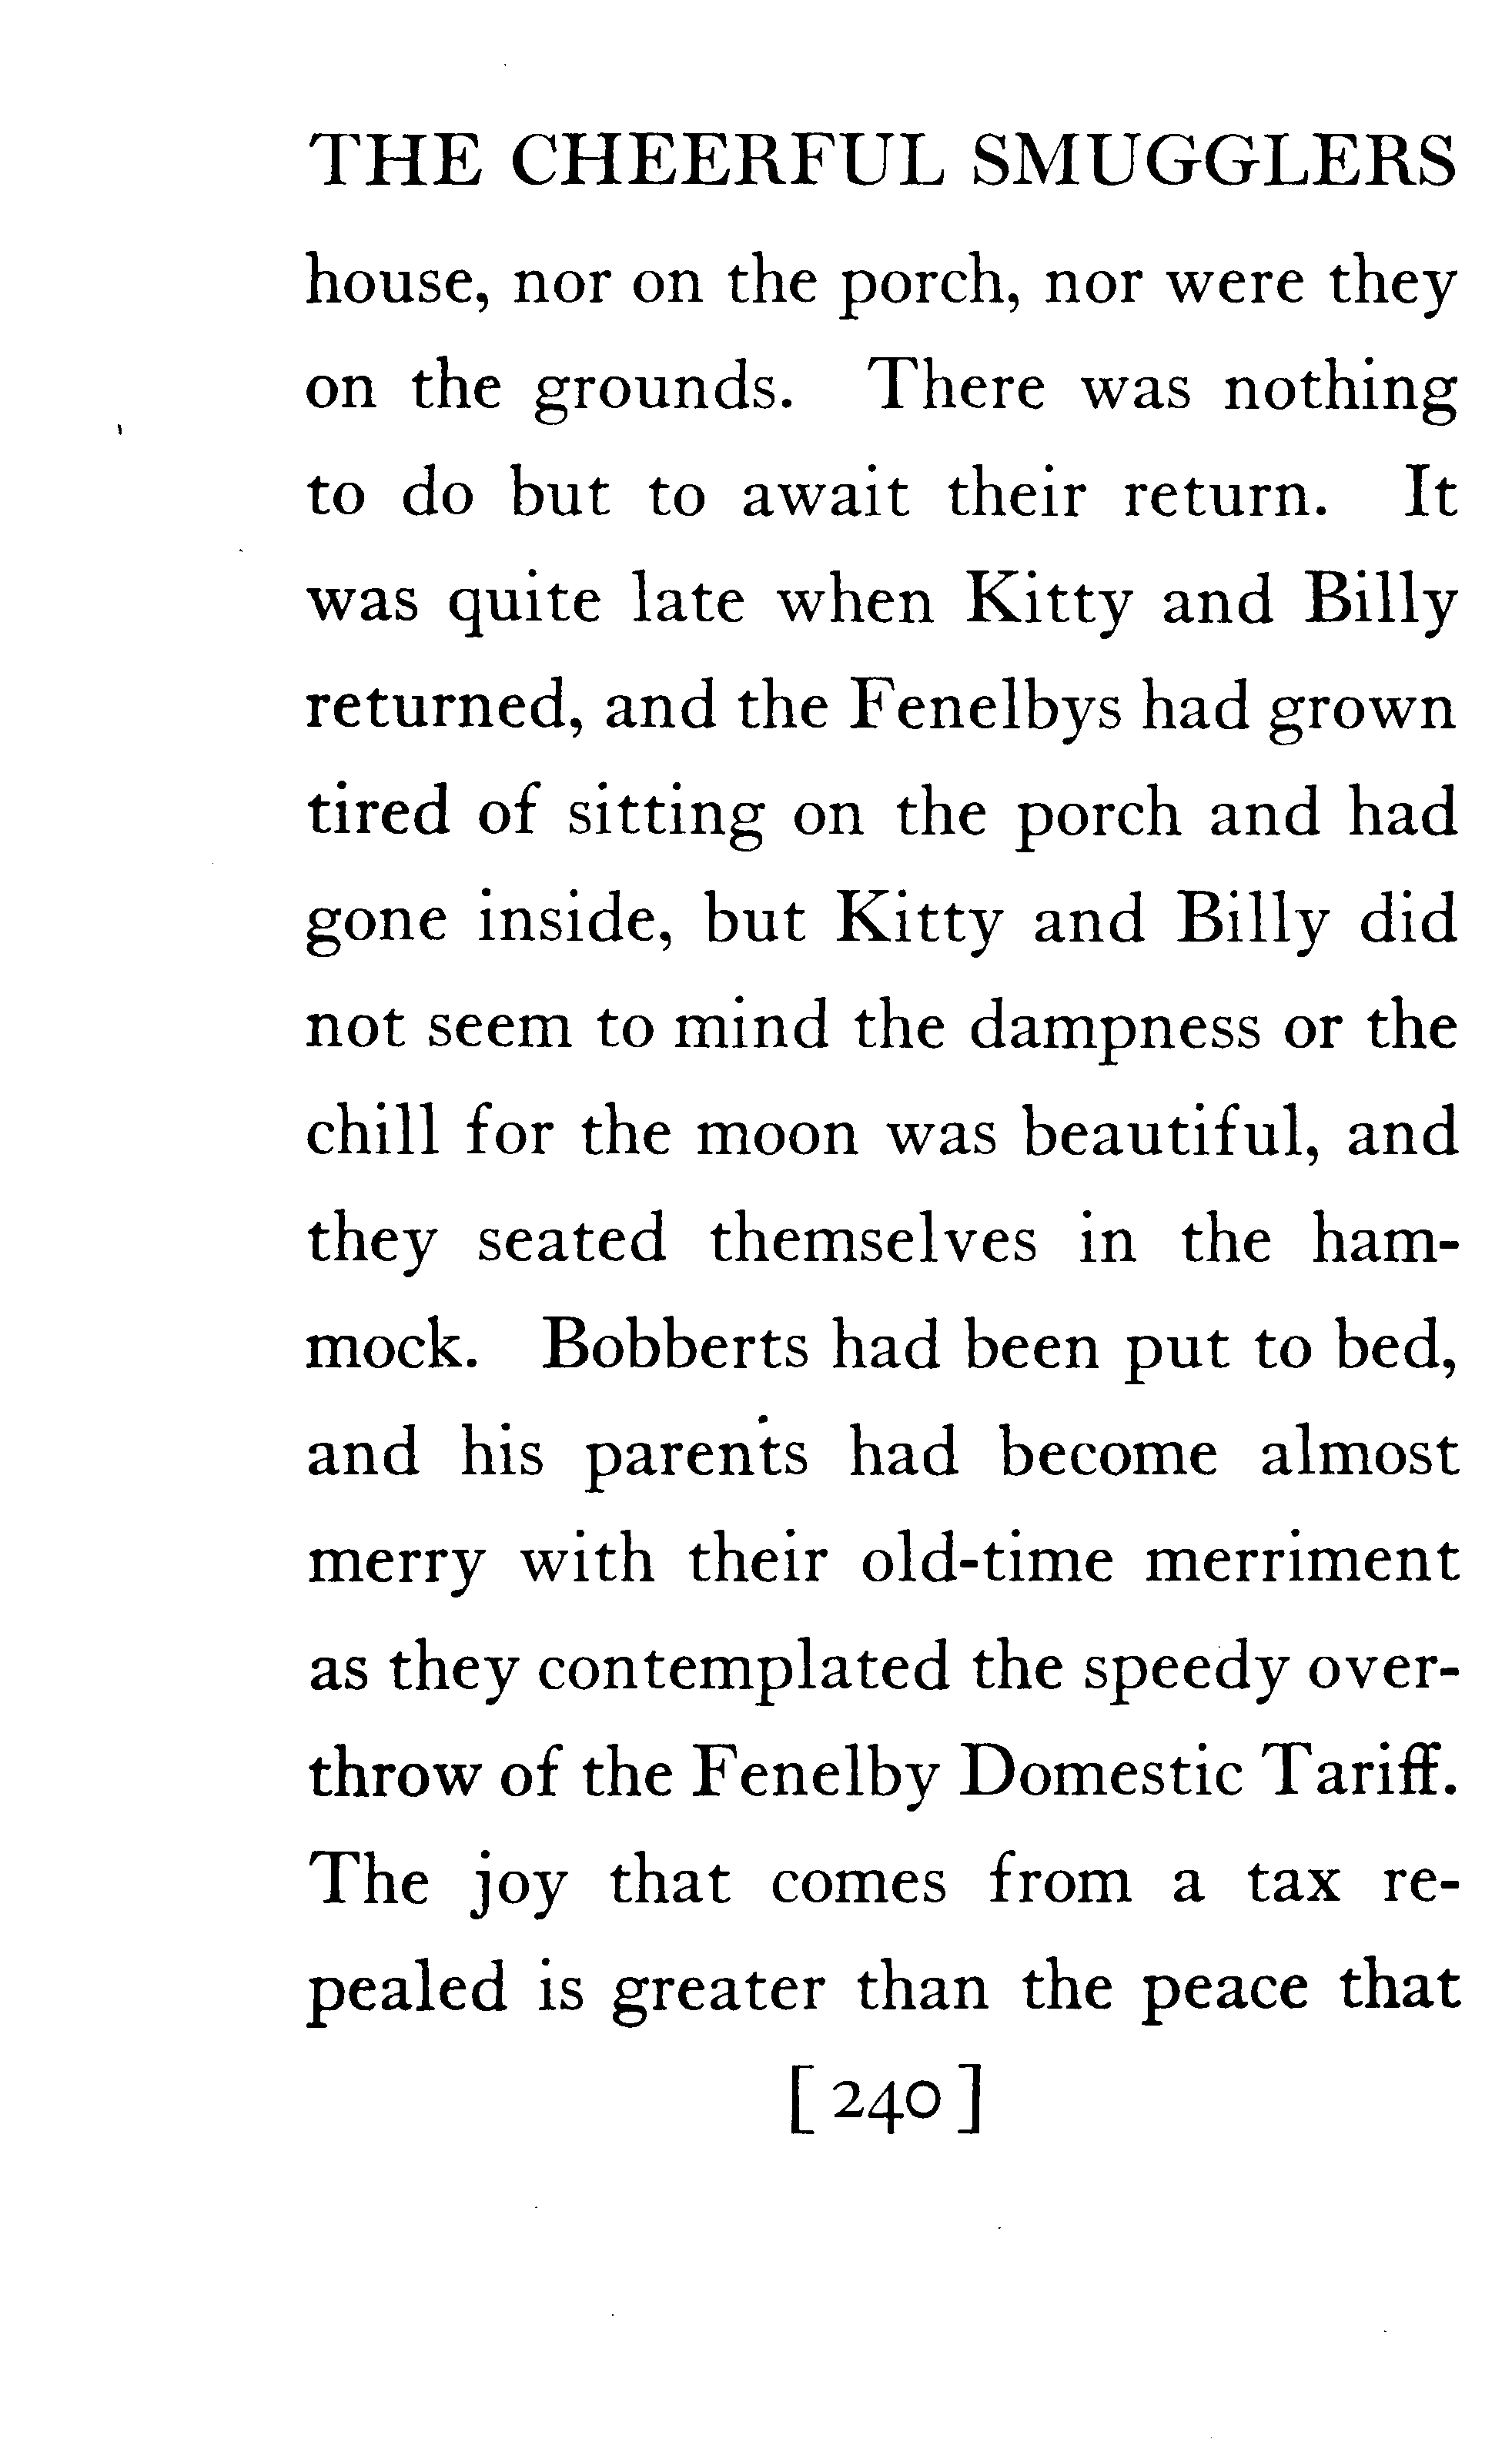 THE CHEERFUL SMUGGLERS
house, nor on the porch, nor were they
on the grounds. There was nothing
to do but to await their return. It
was quite late when Kitty and Billy
returned, and the Fenelbys had grown
tired of sitting on the porch and had
gone inside, but Kitty and Billy did
not seem to mind the dampness or the
chill for the moon was beautiful, and
they seated themselves in the ham-
mock. Bobberts had been put to bed,
and his parents had become almost
merry with their old-time merriment
as they contemplated the speedy over-
throw of the Fenelby Domestic Tariff.
The joy that comes from a tax re-
pealed is greater than the peace that
[240]